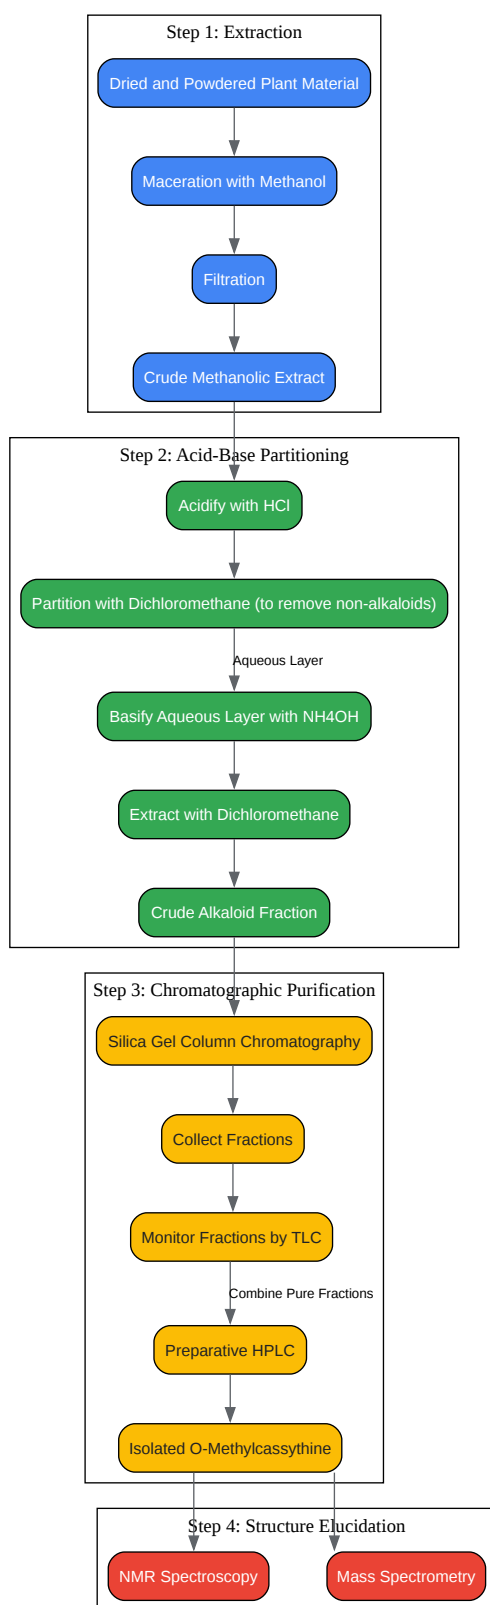 Step 1: Extraction
Dried and Powdered Plant Material
Maceration with Methanol
Filtration
Crude Methanolic Extract
Step 2: Acid-Base Partitioning
Acidify with HCl
Partition with Dichloromethane (to remove non-alkaloids)
Aqueous Layer
Basify Aqueous Layer with NH4OH
Extract with Dichloromethane
Crude Alkaloid Fraction
Step 3: Chromatographic Purification
Silica Gel Column Chromatography
Collect Fractions
Monitor Fractions by TLC
Combine Pure Fractions
Preparative HPLC
Isolated O-Methylcassythine
Step 4: Structure Elucidation
NMR Spectroscopy
Mass Spectrometry